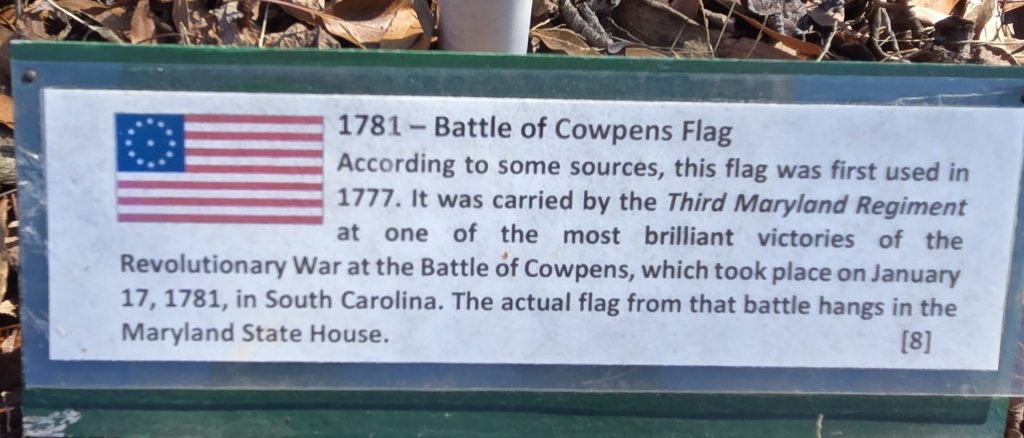 1781 – Battle of Cowpens Flag
According to some sources, this flag was first used in
1777. It was carried by the Third Maryland Regiment
at one of the most brilliant victories of the
Revolutionary War at the Battle of Cowpens, which took place on January
17, 1781, in South Carolina. The actual flag from that battle hangs in the
Maryland State House.
[8]